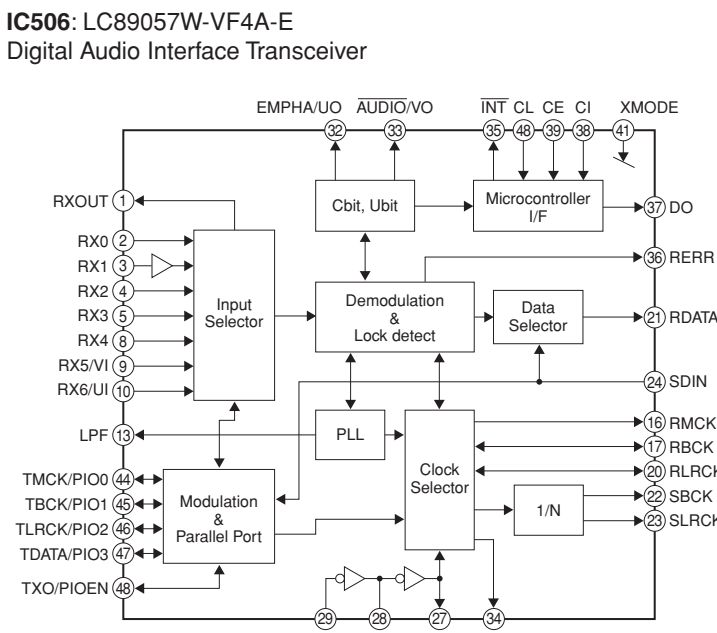 IC506: LC89057W-VF4A-E
Digital Audio Interface Transceiver
EMPHA/UO AUDIO/VO INT CL CE CI XMODE
32 33 35 48 39 38 41
RXOUT 1
Cbit, Ubit
Microcontroller
I/F
37 DO
RX0 2
RX1 3
RX2 4
RX3 5
RX4 8
RX5/VI 9
RX6/UI 10
Input
Selector
Demodulation
&
Lock detect
Data
Selector
36 RERR
21 RDATA
24 SDIN
LPF 13
PLL
Clock
Selector
16 RMCK
17 RBCK
20 RLRCK
22 SBCK
23 SLRCK
1/N
TMCK/PIO0 44
TBCK/PIO1 45
TLRCK/PIO2 46
TDATA/PIO3 47
TXO/PIOEN 48
Modulation
&
Parallel Port
29 28 27 34